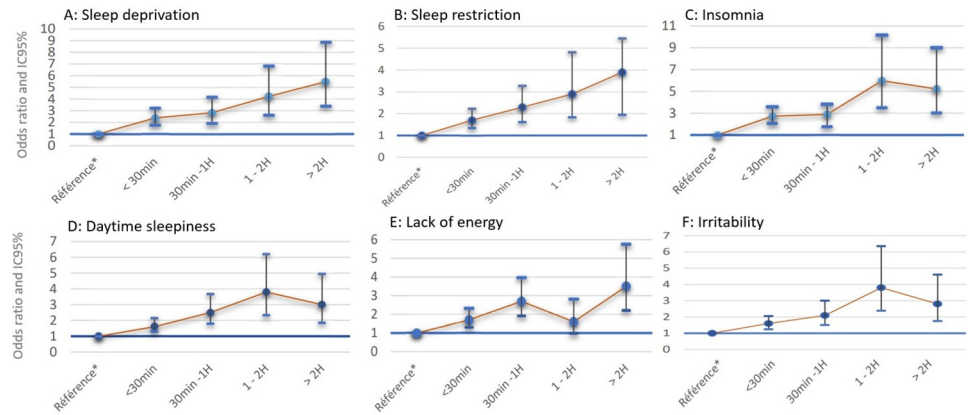 A: Sleep deprivation
Odds ratio and IC95%
10
9
8
7
6
5
4
3
2
1
0
Référence*
< 30min
30min -1H
1 - 2H
> 2H
B: Sleep restriction
6
5
4
3
2
1
0
Référence*
<30min
30min -1H
1 - 2H
> 2H
C: Insomnia
11
9
7
5
3
1
Référence*
< 30min
30min - 1H
1 - 2H
> 2H
D: Daytime sleepiness
Odds ratio and IC95%
7
6
5
4
3
2
1
0
Référence*
<30min
30min -1H
1 - 2H
> 2H
E: Lack of energy
6
5
4
3
2
1
0
Référence*
<30min
30min -1H
1 - 2H
> 2H
F: Irritability
7
6
5
4
3
2
1
0
Référence*
<30min
30min -1H
1 - 2H
> 2H